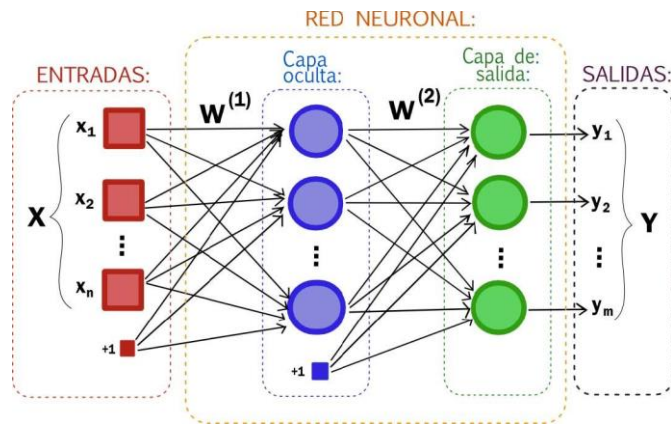 RED NEURONAL:
ENTRADAS:
Capa
oculta:
Capa de:
salida:
SALIDAS:
W(1)
W(2)
X
x1
x2
⋮
xn
+1
⋮
+1
⋮
y1
y2
⋮
ym
Y